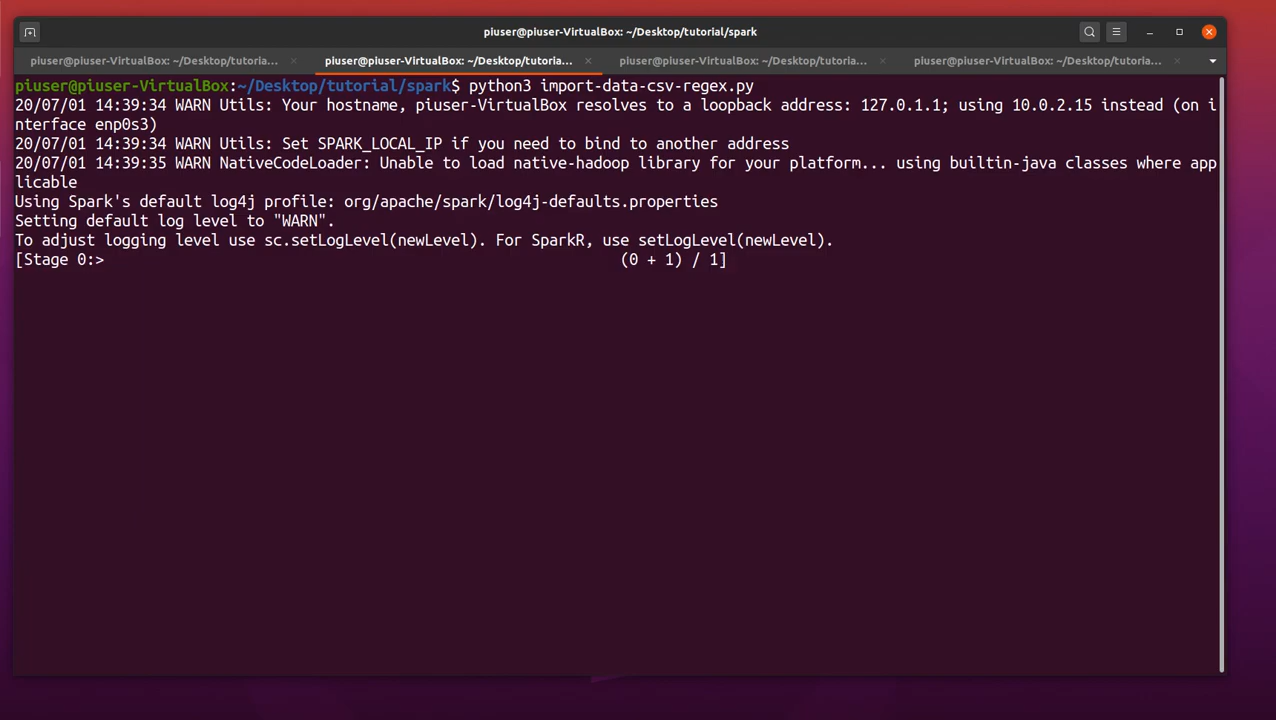 piuser@piuser-VirtualBox: ~/Desktop/tutorial/spark
piuser@piuser-VirtualBox: ~/Desktop/tutoria... × piuser@piuser-VirtualBox: ~/Desktop/tutoria... × piuser@piuser-VirtualBox: ~/Desktop/tutoria... × piuser@piuser-VirtualBox: ~/Desktop/tutoria... ×
piuser@piuser-VirtualBox:~/Desktop/tutorial/spark$ python3 import-data-csv-regex.py
20/07/01 14:39:34 WARN Utils: Your hostname, piuser-VirtualBox resolves to a loopback address: 127.0.1.1; using 10.0.2.15 instead (on i
nterface enp0s3)
20/07/01 14:39:34 WARN Utils: Set SPARK_LOCAL_IP if you need to bind to another address
20/07/01 14:39:35 WARN NativeCodeLoader: Unable to load native-hadoop library for your platform... using builtin-java classes where app
licable
Using Spark's default log4j profile: org/apache/spark/log4j-defaults.properties
Setting default log level to "WARN".
To adjust logging level use sc.setLogLevel(newLevel). For SparkR, use setLogLevel(newLevel).
[Stage 0:> (0 + 1) / 1]